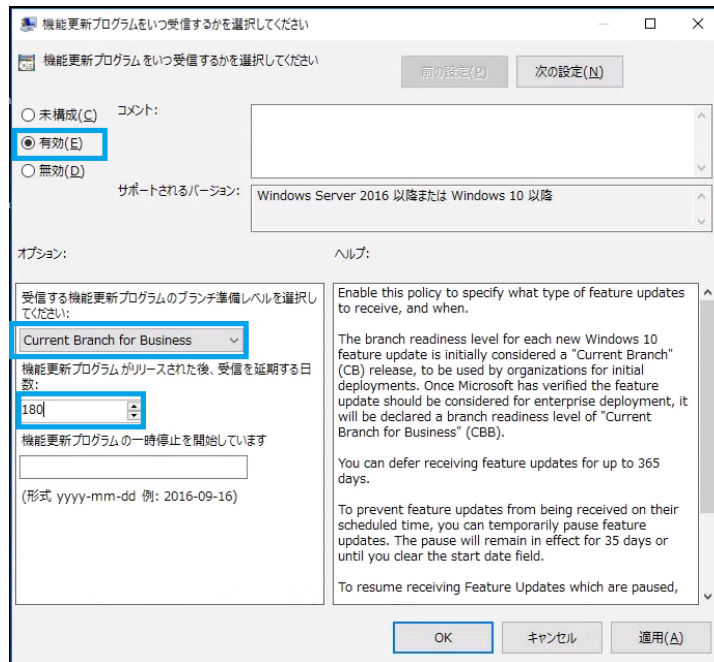 機能更新プログラムをいつ受信するかを選択してください
機能更新プログラムをいつ受信するかを選択してください
前の設定(P)
次の設定(N)
未構成(C)
コメント:
有効(E)
無効(D)
サポートされるバージョン:
Windows Server 2016 以降または Windows 10 以降
オプション:
ヘルプ:
受信する機能更新プログラムのブランチ準備レベルを選択し
てください:
Current Branch for Business
機能更新プログラムがリリースされた後、受信を延期する日
数:
180
機能更新プログラムの一時停止を開始しています
(形式 yyyy-mm-dd 例: 2016-09-16)
Enable this policy to specify what type of feature updates
to receive, and when.
The branch readiness level for each new Windows 10
feature update is initially considered a "Current Branch"
(CB) release, to be used by organizations for initial
deployments. Once Microsoft has verified the feature
update should be considered for enterprise deployment, it
will be declared a branch readiness level of "Current
Branch for Business" (CBB).
You can defer receiving feature updates for up to 365
days.
To prevent feature updates from being received on their
scheduled time, you can temporarily pause feature
updates. The pause will remain in effect for 35 days or
until you clear the start date field.
To resume receiving Feature Updates which are paused,
OK
キャンセル
適用(A)